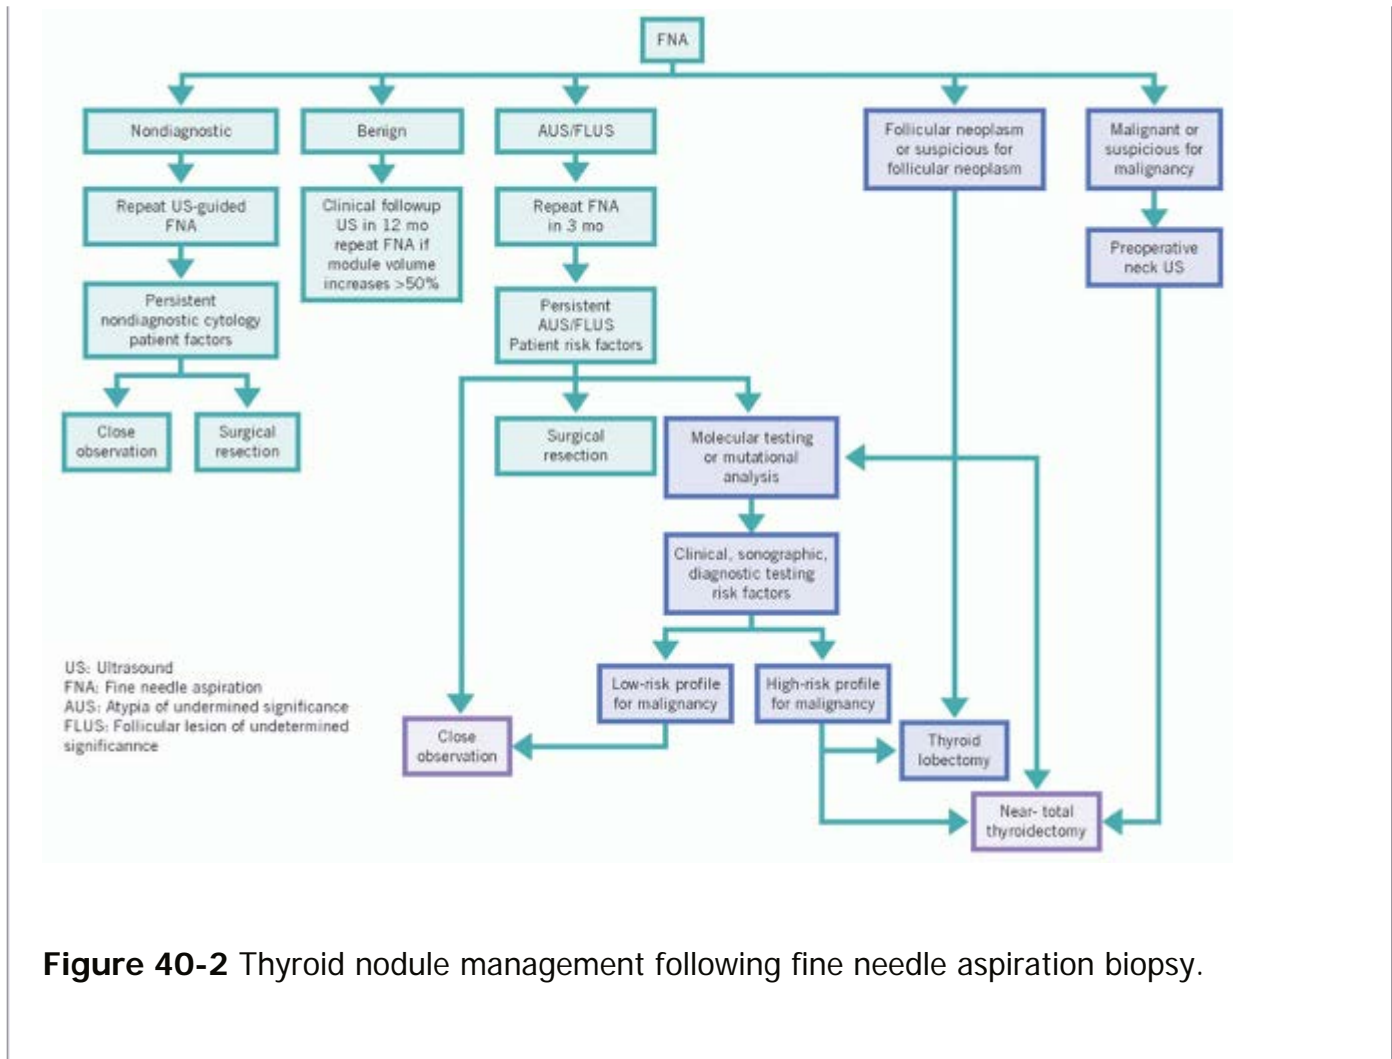 FNA
Nondiagnostic
Benign
AUS/FLUS
Follicular neoplasm
or suspicious for
follicular neoplasm
Malignant or
suspicious for
malignancy
Repeat US-guided
FNA
Clinical followup
US in 12 mo
repeat FNA if
module volume
increases >50%
Repeat FNA
in 3 mo
Preoperative
neck US
Persistent
nondiagnostic cytology
patient factors
Persistent
AUS/FLUS
Patient risk factors
Close
observation
Surgical
resection
Surgical
resection
Molecular testing
or mutational
analysis
Clinical, sonographic,
diagnostic testing
risk factors
Low-risk profile
for malignancy
High-risk profile
for malignancy
Close
observation
Thyroid
lobectomy
Near- total
thyroidectomy
US: Ultrasound
FNA: Fine needle aspiration
AUS: Atypia of undermined significance
FLUS: Follicular lesion of undetermined
significannce
Figure 40-2 Thyroid nodule management following fine needle aspiration biopsy.